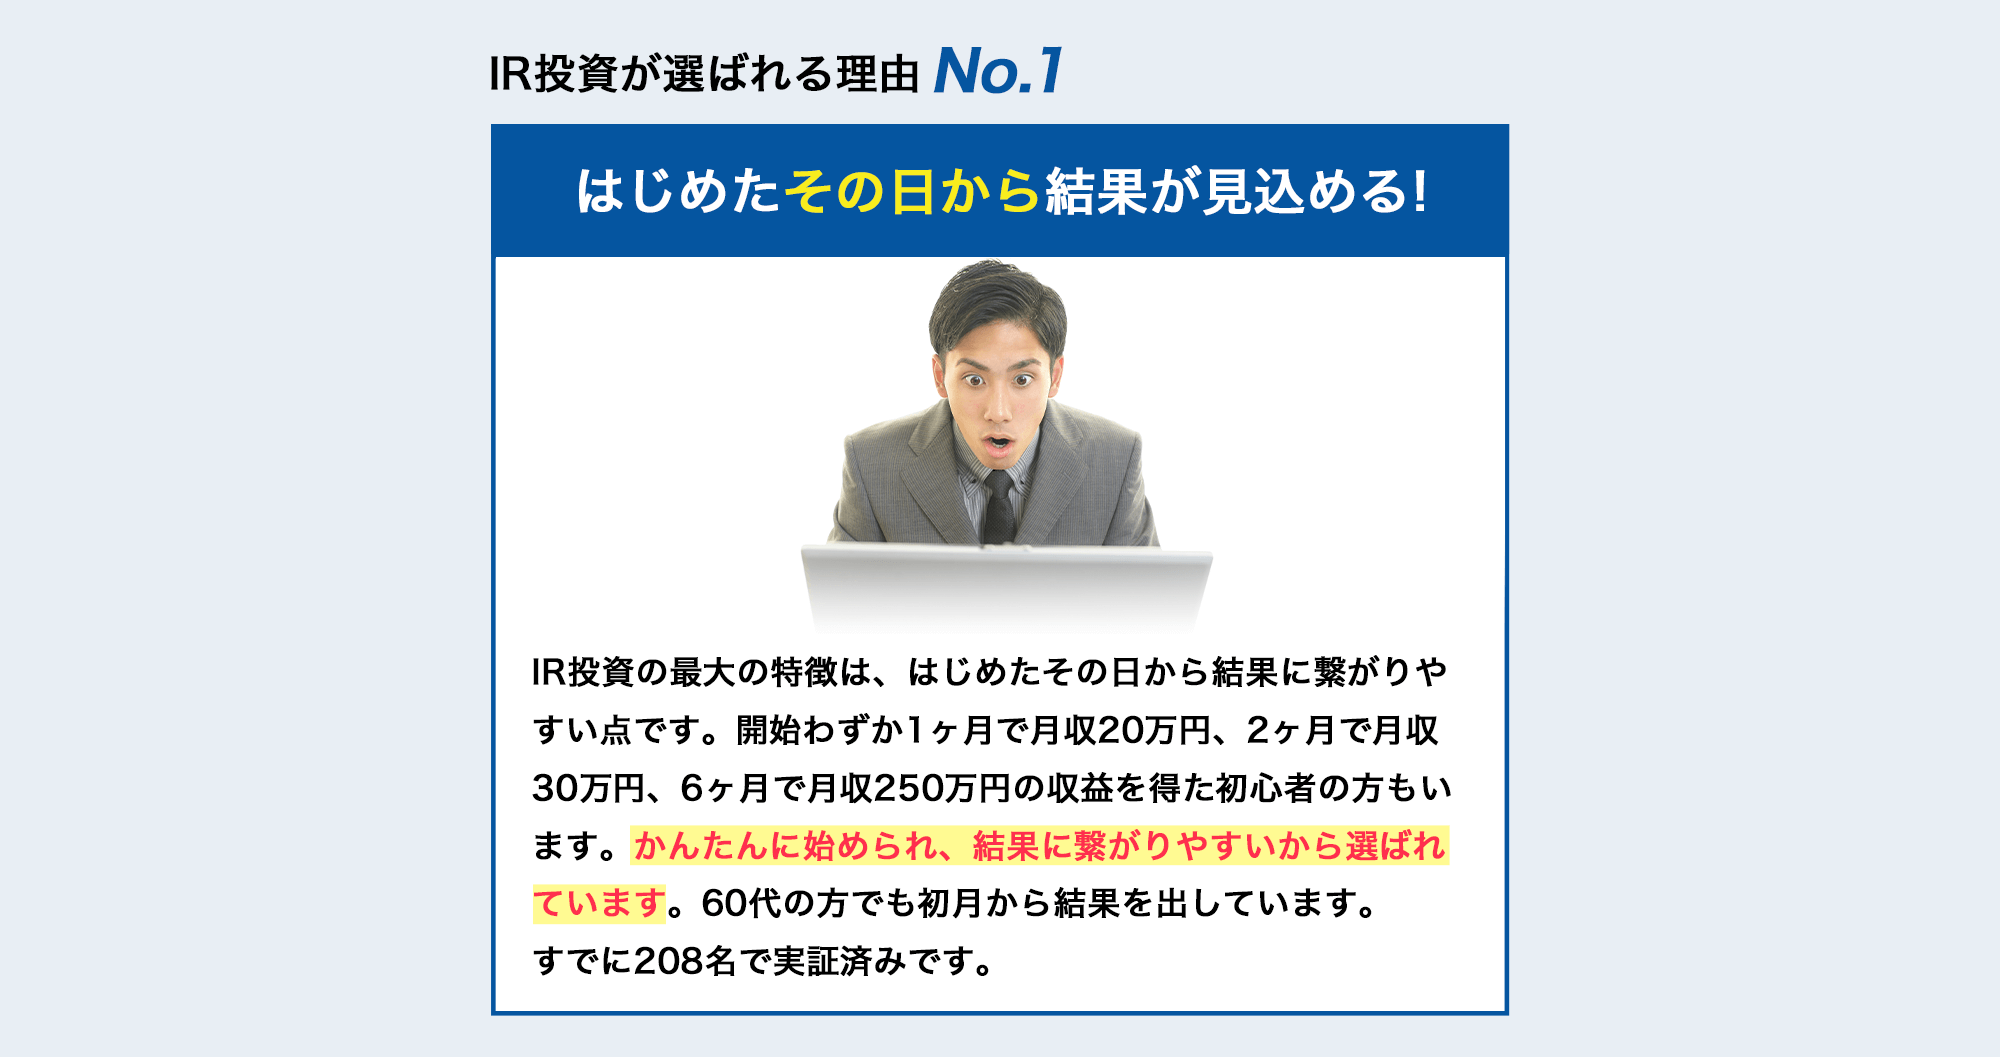 IR投資が選ばれる理由 No.1
はじめたその日から結果が見込める!
IR投資の最大の特徴は、はじめたその日から結果に繋がりや
すい点です。開始わずか1ヶ月で月収20万円、2ヶ月で月収
30万円、6ヶ月で月収250万円の収益を得た初心者の方もい
ます。かんたんに始められ、結果に繋がりやすいから選ばれ
ています。60代の方でも初月から結果を出しています。
すでに208名で実証済みです。